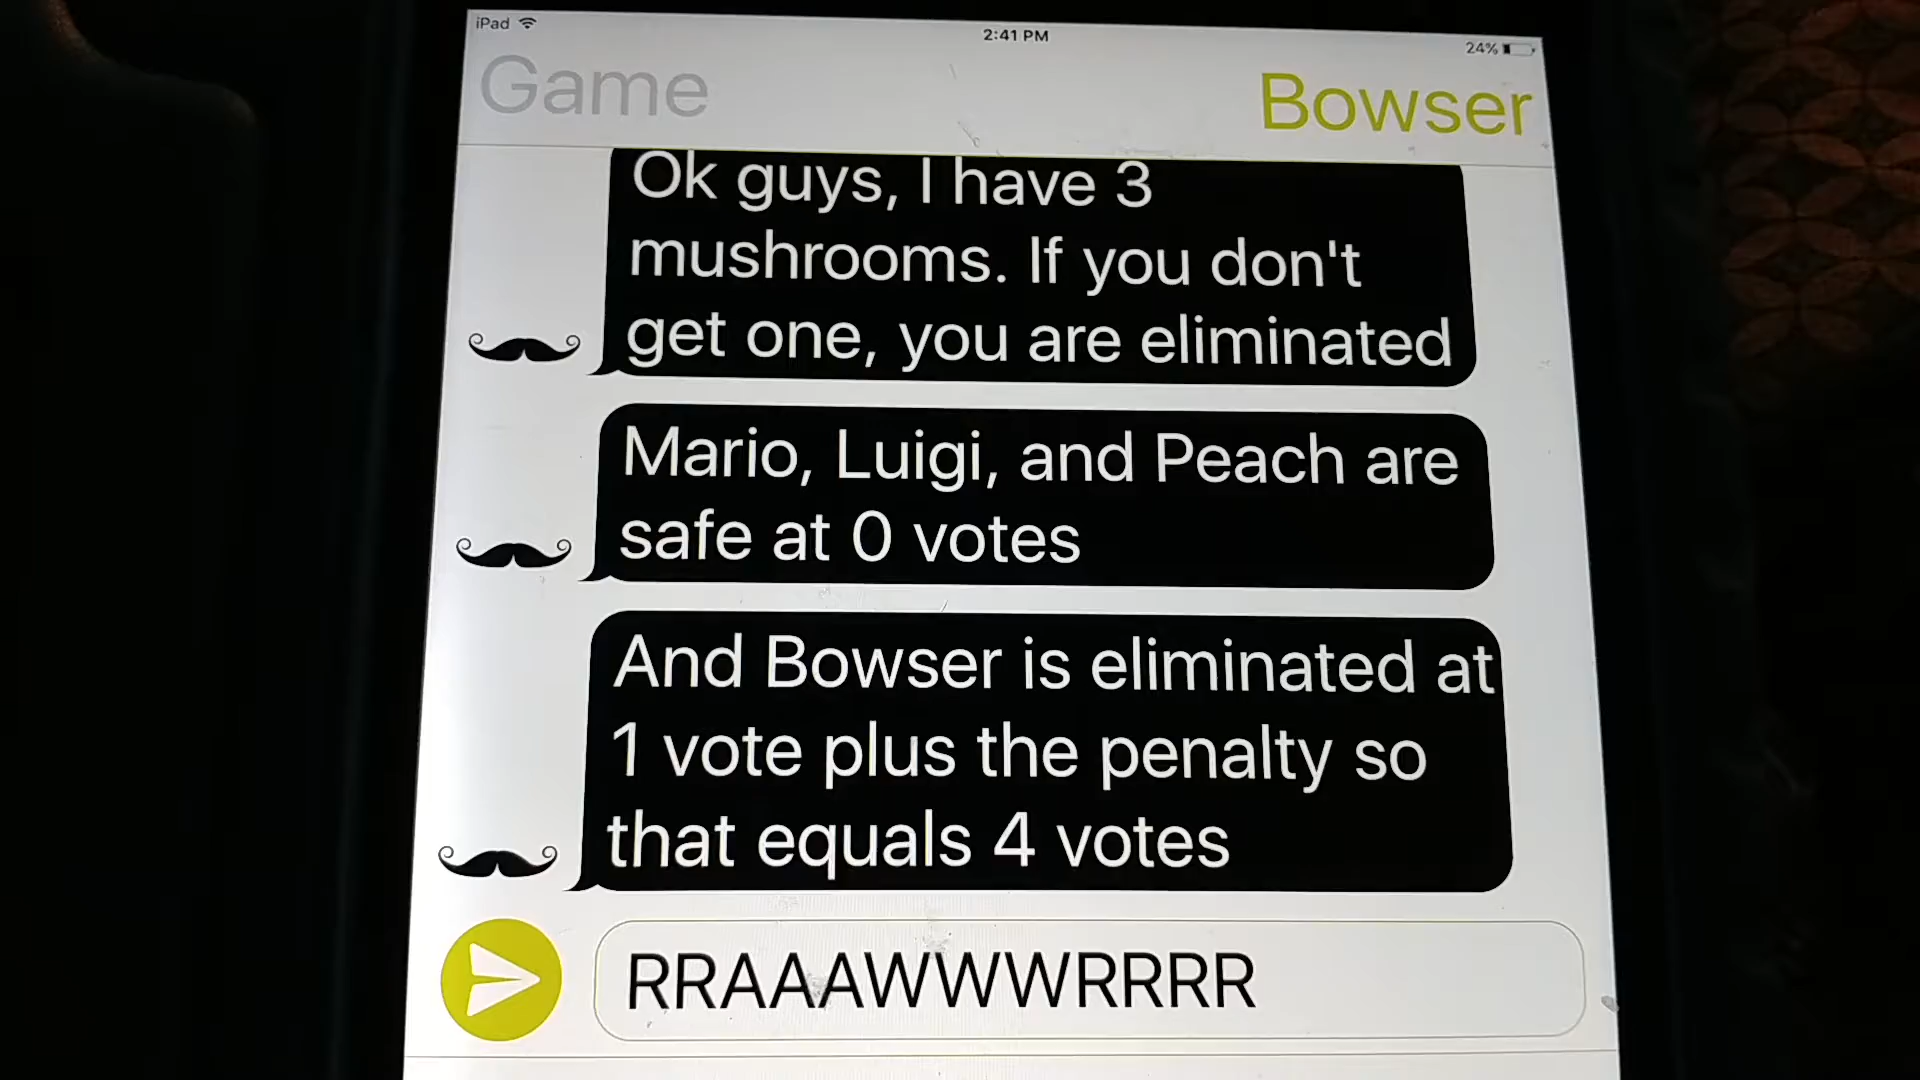 iPad
2:41 PM
24%
Game
Bowser
Ok guys, I have 3
mushrooms. If you don't
get one, you are eliminated
Mario, Luigi, and Peach are
safe at 0 votes
And Bowser is eliminated at
1 vote plus the penalty so
that equals 4 votes
RRAAAWWWRRRR